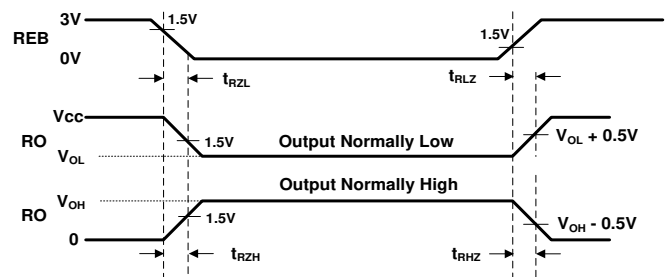 3V
REB
0V
1.5V
1.5V
tRZL
tRLZ
Vcc
RO
VOL
1.5V
Output Normally Low
VOL + 0.5V
Output Normally High
VOH
RO
0
1.5V
VOH - 0.5V
tRZH
tRHZ